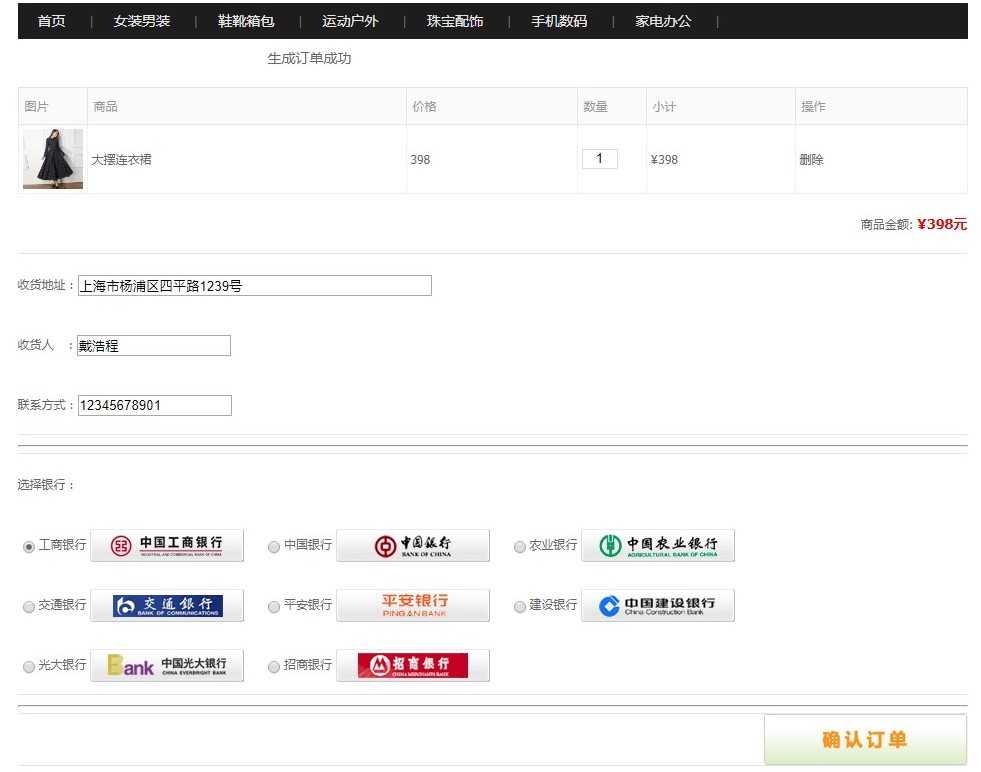 首页 | 女装男装 | 鞋靴箱包 | 运动户外 | 珠宝配饰 | 手机数码 | 家电办公 |
生成订单成功
图片 商品 价格 数量 小计 操作
大摆连衣裙 398 1 ¥398 删除
商品金额: ¥398元
收货地址：上海市杨浦区四平路1239号
收货人 ：戴浩程
联系方式：12345678901
选择银行：
工商银行 中国工商银行 中国银行 中国银行 农业银行 中国农业银行
INDUSTRIAL AND COMMERCIAL BANK OF CHINA BANK OF CHINA AGRICULTURAL BANK OF CHINA
交通银行 交通银行 平安银行 平安银行 建设银行 中国建设银行
BANK OF COMMUNICATIONS PING AN BANK China Construction Bank
光大银行 Bank 中国光大银行 招商银行 招商银行
CHINA EVERBRIGHT BANK CHINA MERCHANTS BANK
确认订单